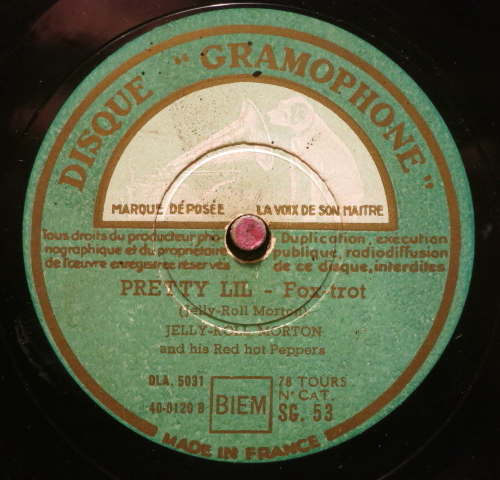 DISQUE "GRAMOPHONE"
MARQUE DÉPOSÉE LA VOIX DE SON MAITRE
Tous droits du producteur pho-
nographique et du propriétaire
de l'œuvre enregistrée réservés
Duplication, exécution
publique, radiodiffusion
de ce disque, interdites
PRETTY LIL - Fox-trot
(Jelly-Roll Morton)
JELLY-ROLL MORTON
and his Red hot Peppers
OLA. 5031
40-0120 B
BIEM
78 TOURS
N° CAT.
SG. 53
MADE IN FRANCE